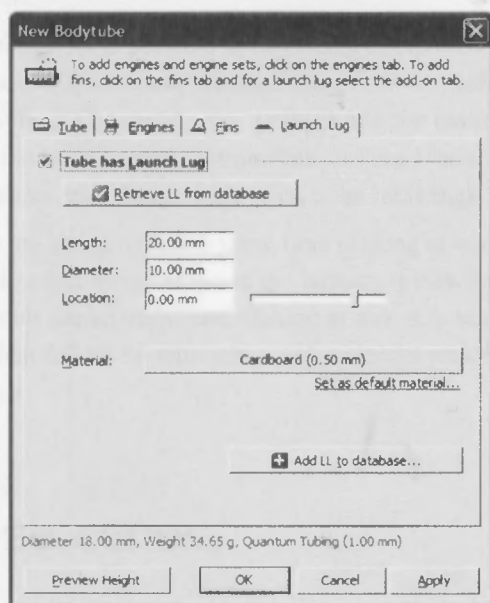 New Bodytube
To add engines and engine sets, click on the engines tab. To add
fins, click on the fins tab and for a launch lug select the add-on tab.
Tube Engines Fins Launch Lug
Tube has Launch Lug
Retrieve LL from database
Length: 20.00 mm
Diameter: 10.00 mm
Location: 0.00 mm
Material: Cardboard (0.50 mm)
Set as default material...
Add LL to database...
Diameter 18.00 mm, Weight 34.65 g, Quantum Tubing (1.00 mm)
Preview Height OK Cancel Apply